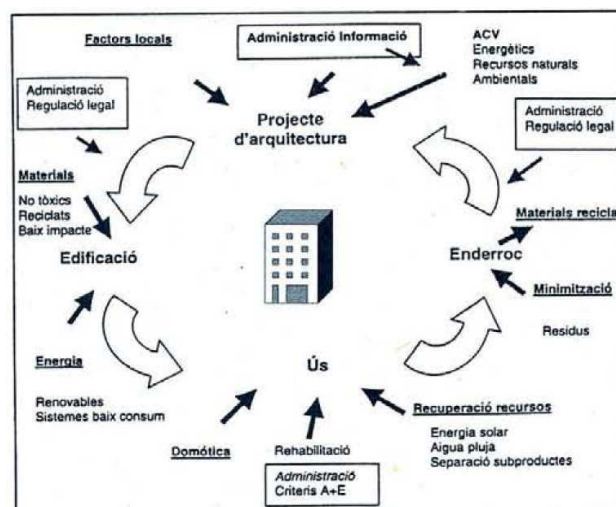 Factors locals
Administració Informació
ACV
Energètics
Recursos naturals
Ambientals
Administració
Regulació legal
Projecte
d'arquitectura
Administració
Regulació legal
Materials
No tòxics
Reciclats
Baix impacte
Materials recicla
Edificació
Enderroc
Minimització
Residus
Energia
Renovables
Sistemes baix consum
Ús
Recuperació recursos
Energia solar
Aigua pluja
Separació subproductes
Domótica
Rehabilitació
Administració
Criteris A+E